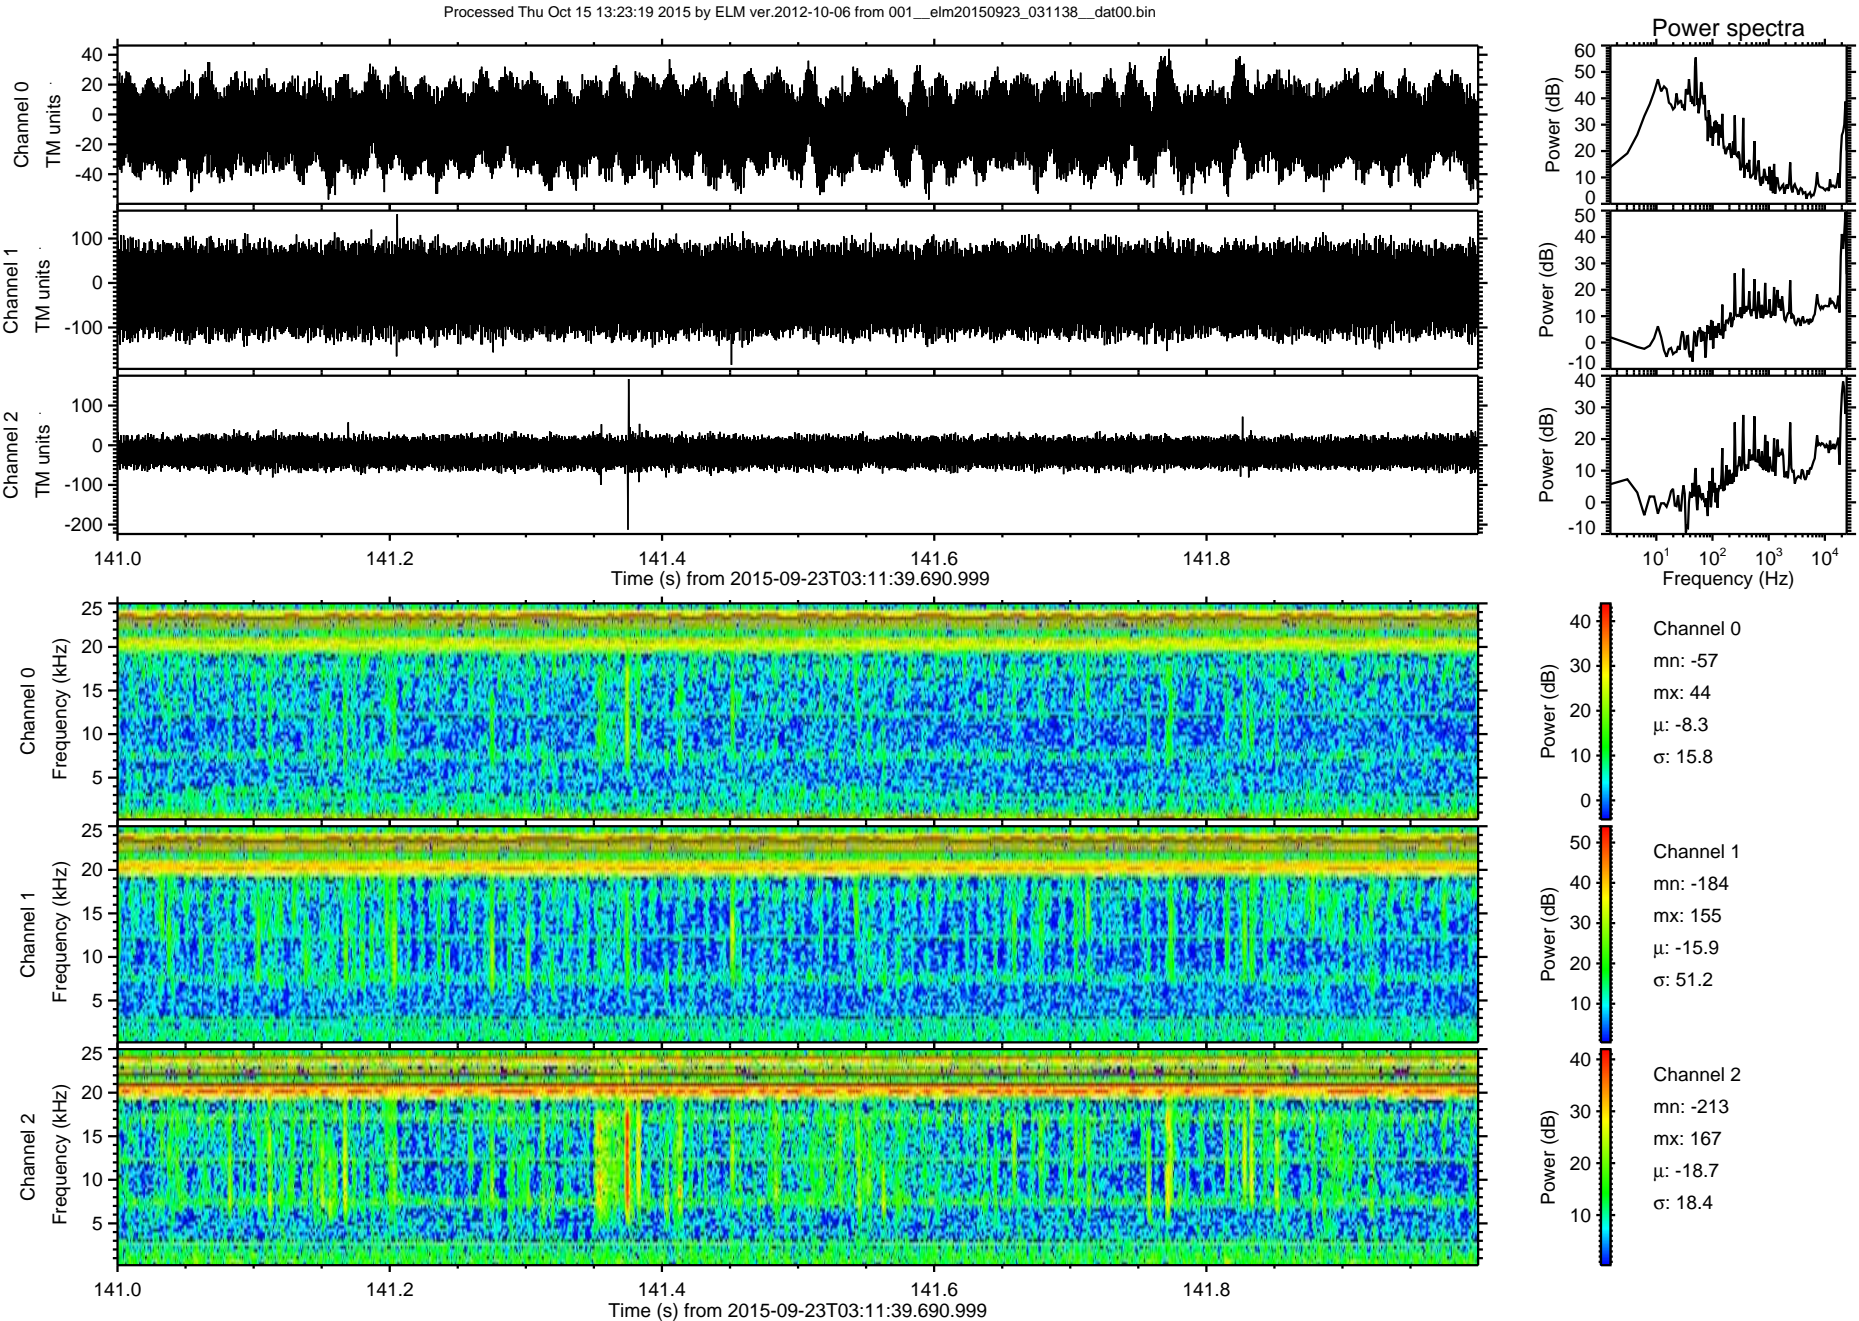 Processed Thu Oct 15 13:23:19 2015 by ELM ver.2012-10-06 from 001__elm20150923_031138__dat00.bin
Power spectra
Channel 0
TM units
40
20
0
-20
-40
Power (dB)
60
50
40
30
20
10
0
Channel 1
TM units
100
0
-100
Power (dB)
50
40
30
20
10
0
-10
Channel 2
TM units
100
0
-100
-200
Power (dB)
40
30
20
10
0
-10
141.0 141.2 141.4 141.6 141.8
Time (s) from 2015-09-23T03:11:39.690.999
10¹ 10² 10³ 10⁴
Frequency (Hz)
Channel 0
Frequency (kHz)
25
20
15
10
5
Power (dB)
40
30
20
10
0
Channel 0
mn: -57
mx: 44
μ: -8.3
σ: 15.8
Channel 1
Frequency (kHz)
25
20
15
10
5
Power (dB)
50
40
30
20
10
Channel 1
mn: -184
mx: 155
μ: -15.9
σ: 51.2
Channel 2
Frequency (kHz)
25
20
15
10
5
Power (dB)
40
30
20
10
Channel 2
mn: -213
mx: 167
μ: -18.7
σ: 18.4
141.0 141.2 141.4 141.6 141.8
Time (s) from 2015-09-23T03:11:39.690.999